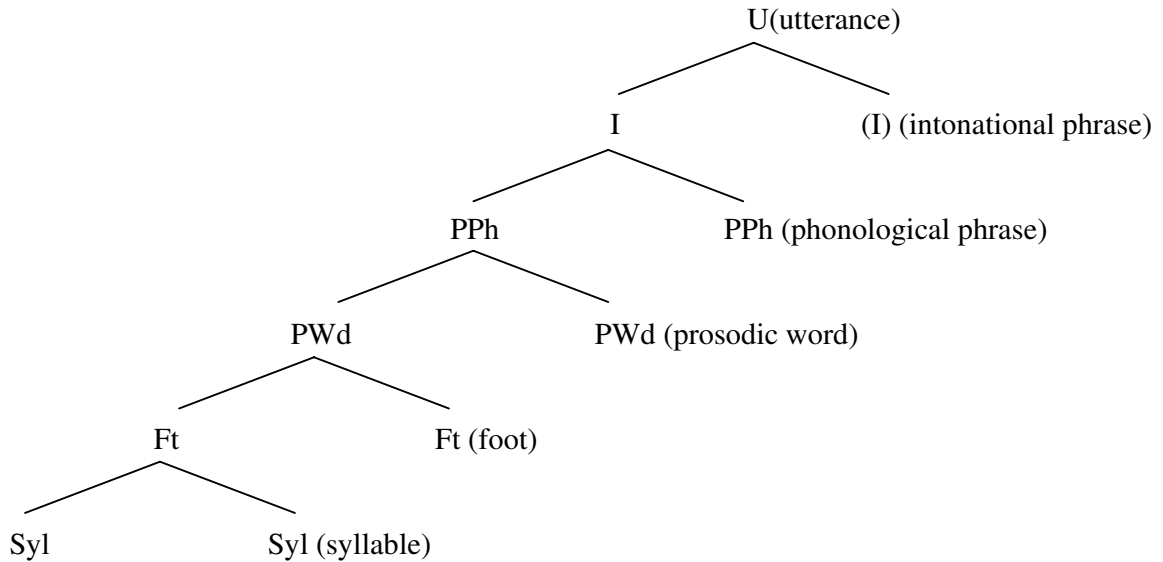 U(utterance)
I (I) (intonational phrase)
PPh PPh (phonological phrase)
PWd PWd (prosodic word)
Ft Ft (foot)
Syl Syl (syllable)